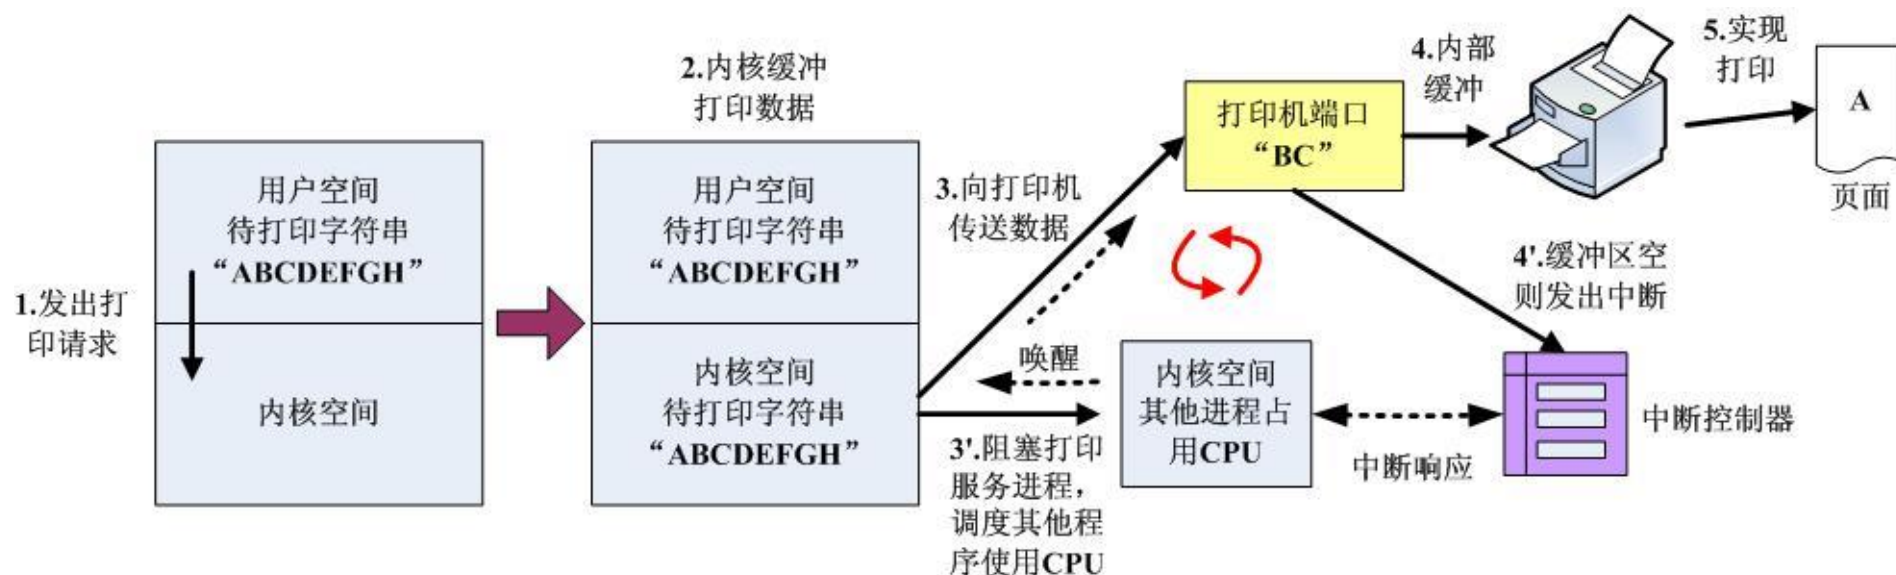 1.发出打
印请求
用户空间
待打印字符串
“ABCDEFGH”
内核空间
2.内核缓冲
打印数据
用户空间
待打印字符串
“ABCDEFGH”
内核空间
待打印字符串
“ABCDEFGH”
3.向打印机
传送数据
唤醒
3'.阻塞打印
服务进程，
调度其他程
序使用CPU
打印机端口
“BC”
内核空间
其他进程占
用CPU
4.内部
缓冲
5.实现
打印
A
页面
4'.缓冲区空
则发出中断
中断响应
中断控制器